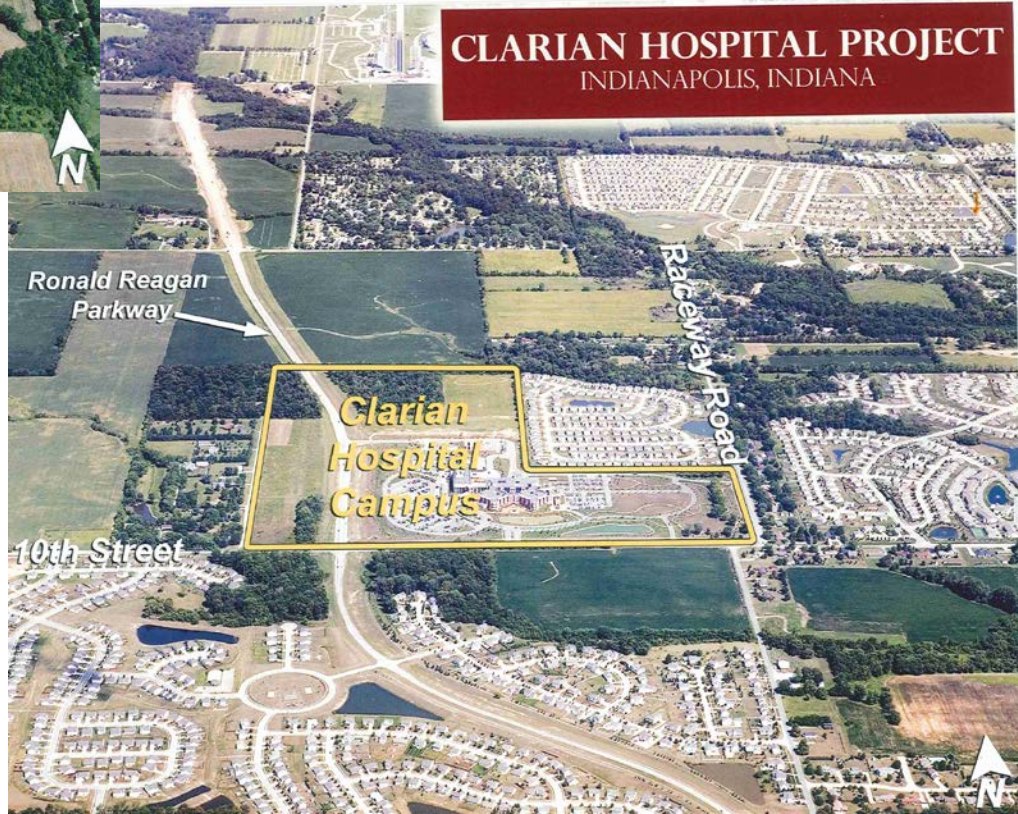 CLARIAN HOSPITAL PROJECT
INDIANAPOLIS, INDIANA
N
Ronald Reagan
Parkway
Raceway Road
Clarian
Hospital
Campus
10th Street
N